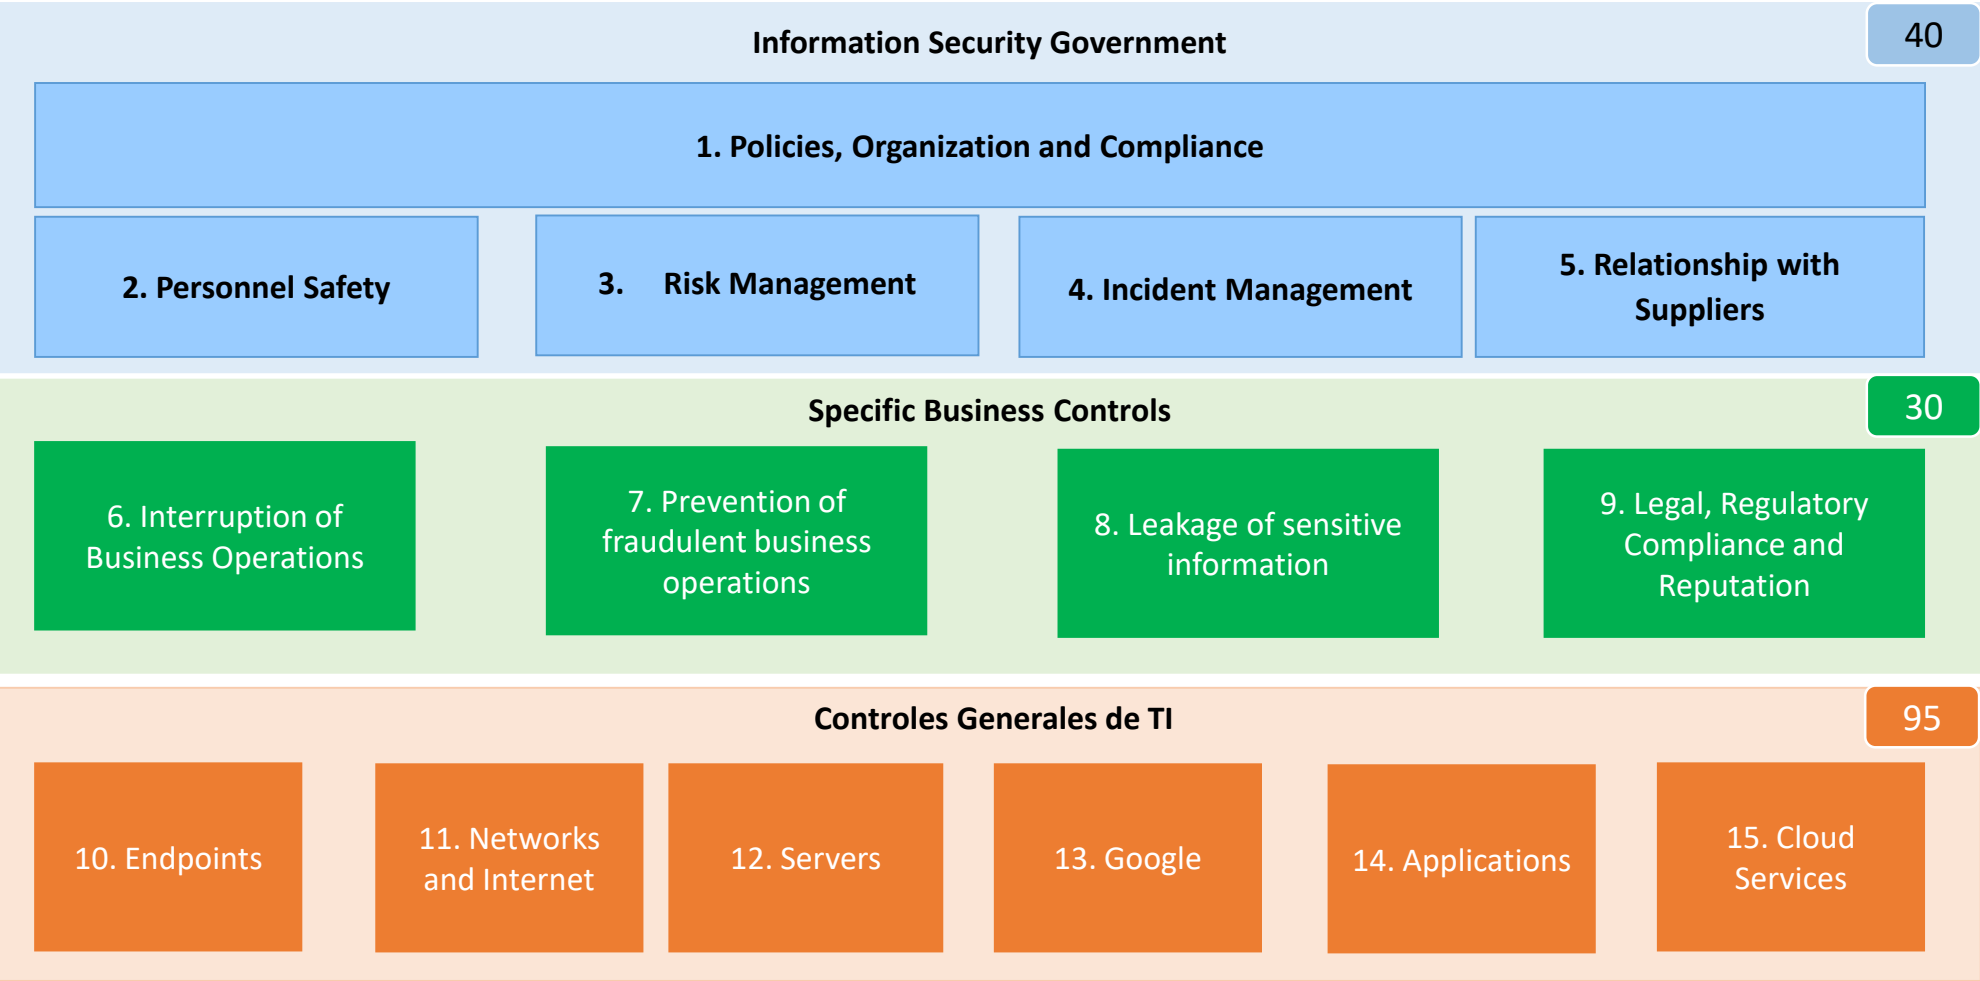 Information Security Government
40
1. Policies, Organization and Compliance
2. Personnel Safety
3. Risk Management
4. Incident Management
5. Relationship with
Suppliers
Specific Business Controls
30
6. Interruption of
Business Operations
7. Prevention of
fraudulent business
operations
8. Leakage of sensitive
information
9. Legal, Regulatory
Compliance and
Reputation
Controles Generales de TI
95
10. Endpoints
11. Networks
and Internet
12. Servers
13. Google
14. Applications
15. Cloud
Services